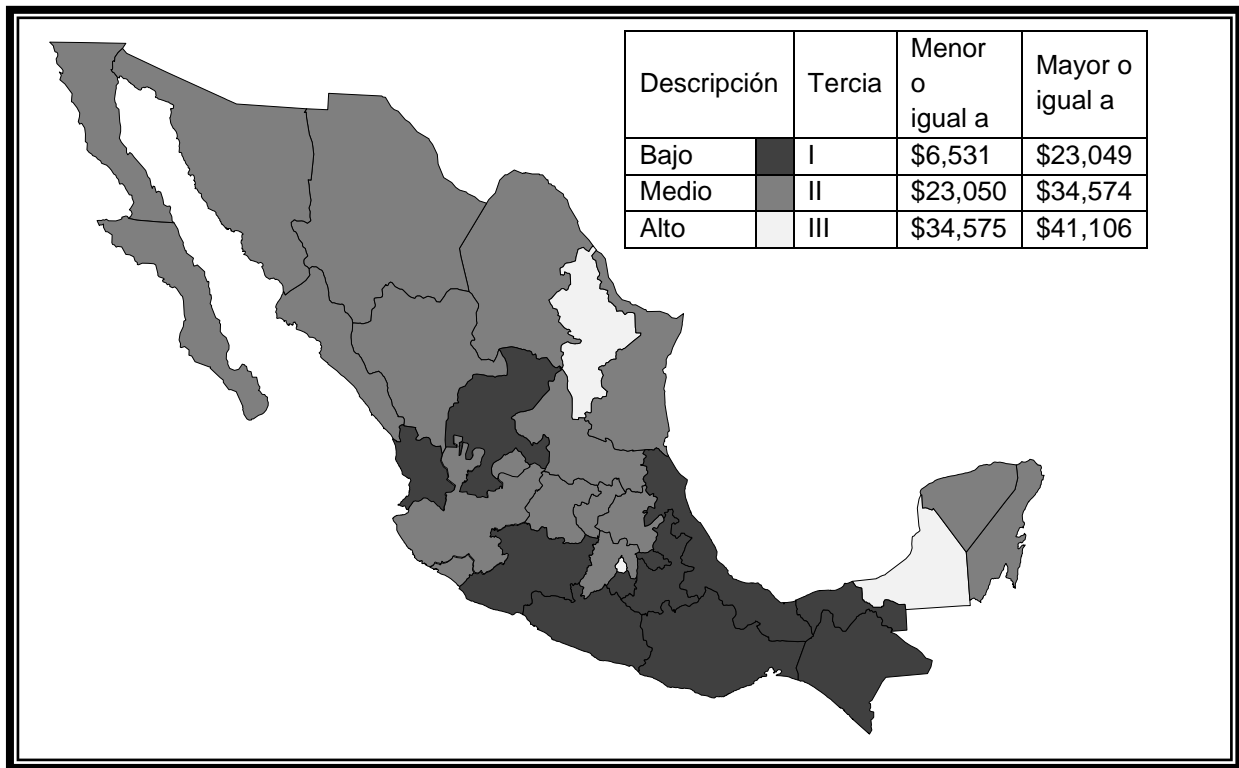 Descripción Tercia Menor o igual a Mayor o igual a
Bajo I $6,531 $23,049
Medio II $23,050 $34,574
Alto III $34,575 $41,106